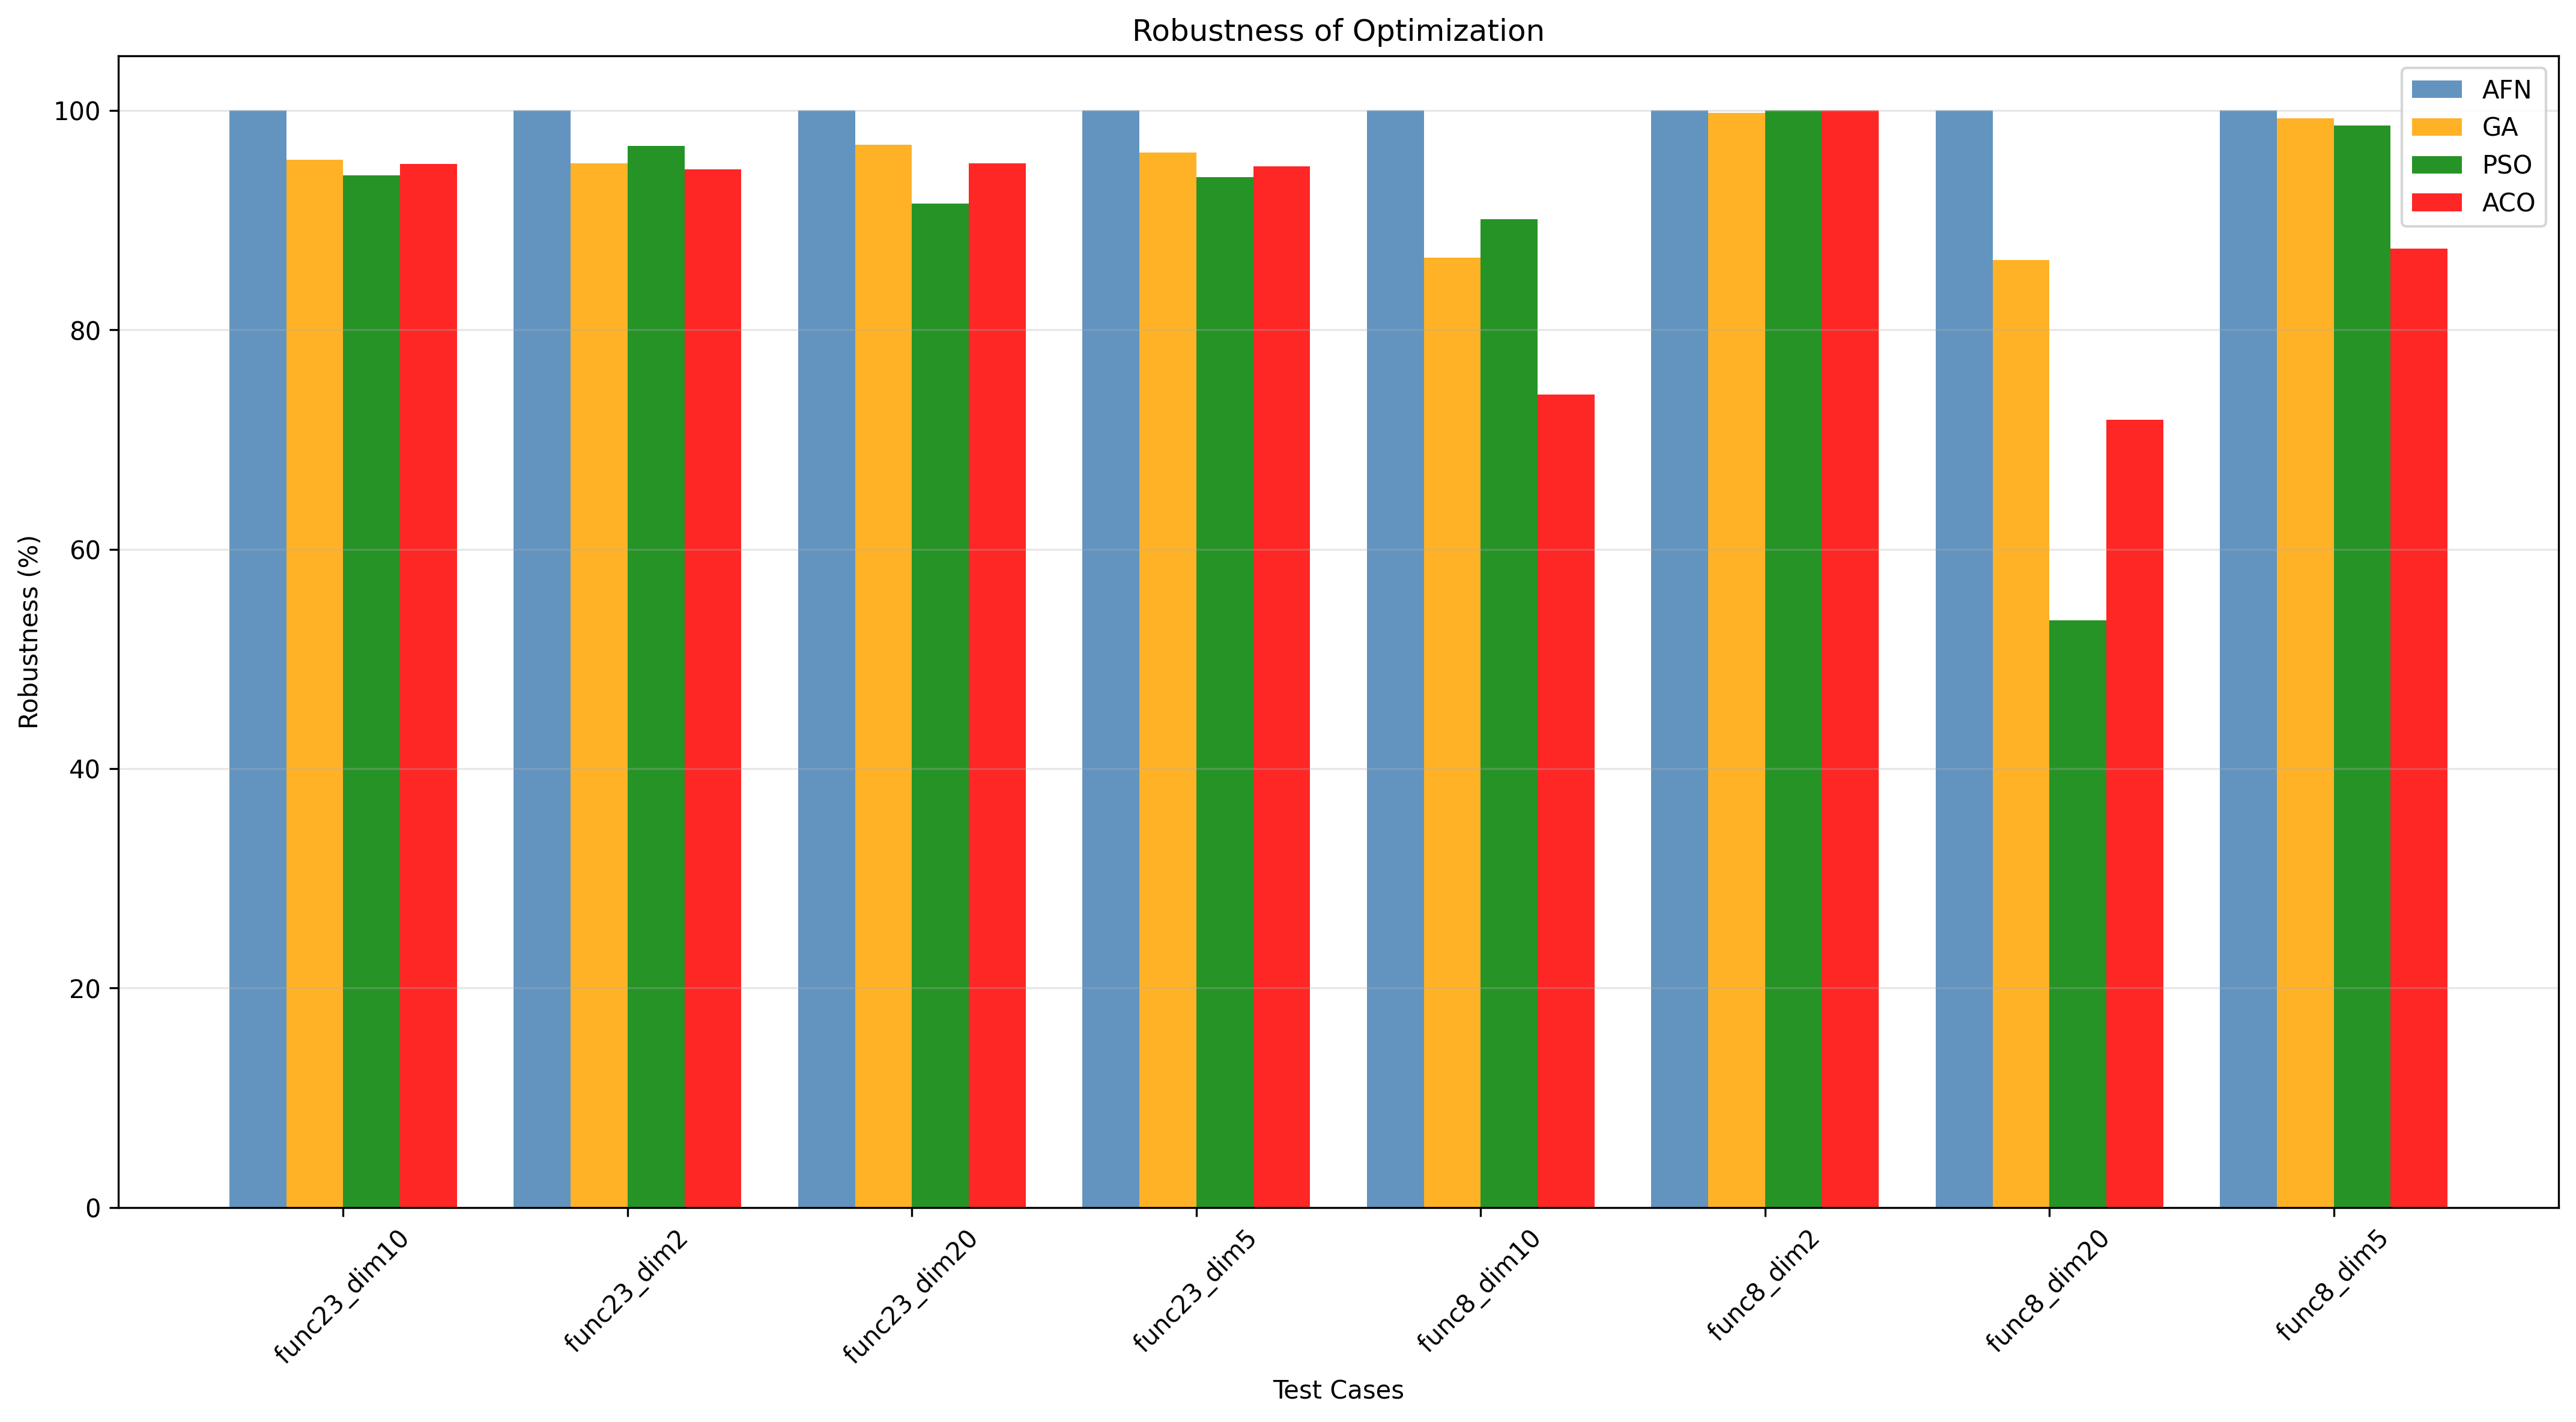 Robustness of Optimization
AFN
GA
PSO
ACO
Robustness (%)
100
80
60
40
20
0
func23_dim10
func23_dim2
func23_dim20
func23_dim5
func8_dim10
func8_dim2
func8_dim20
func8_dim5
Test Cases